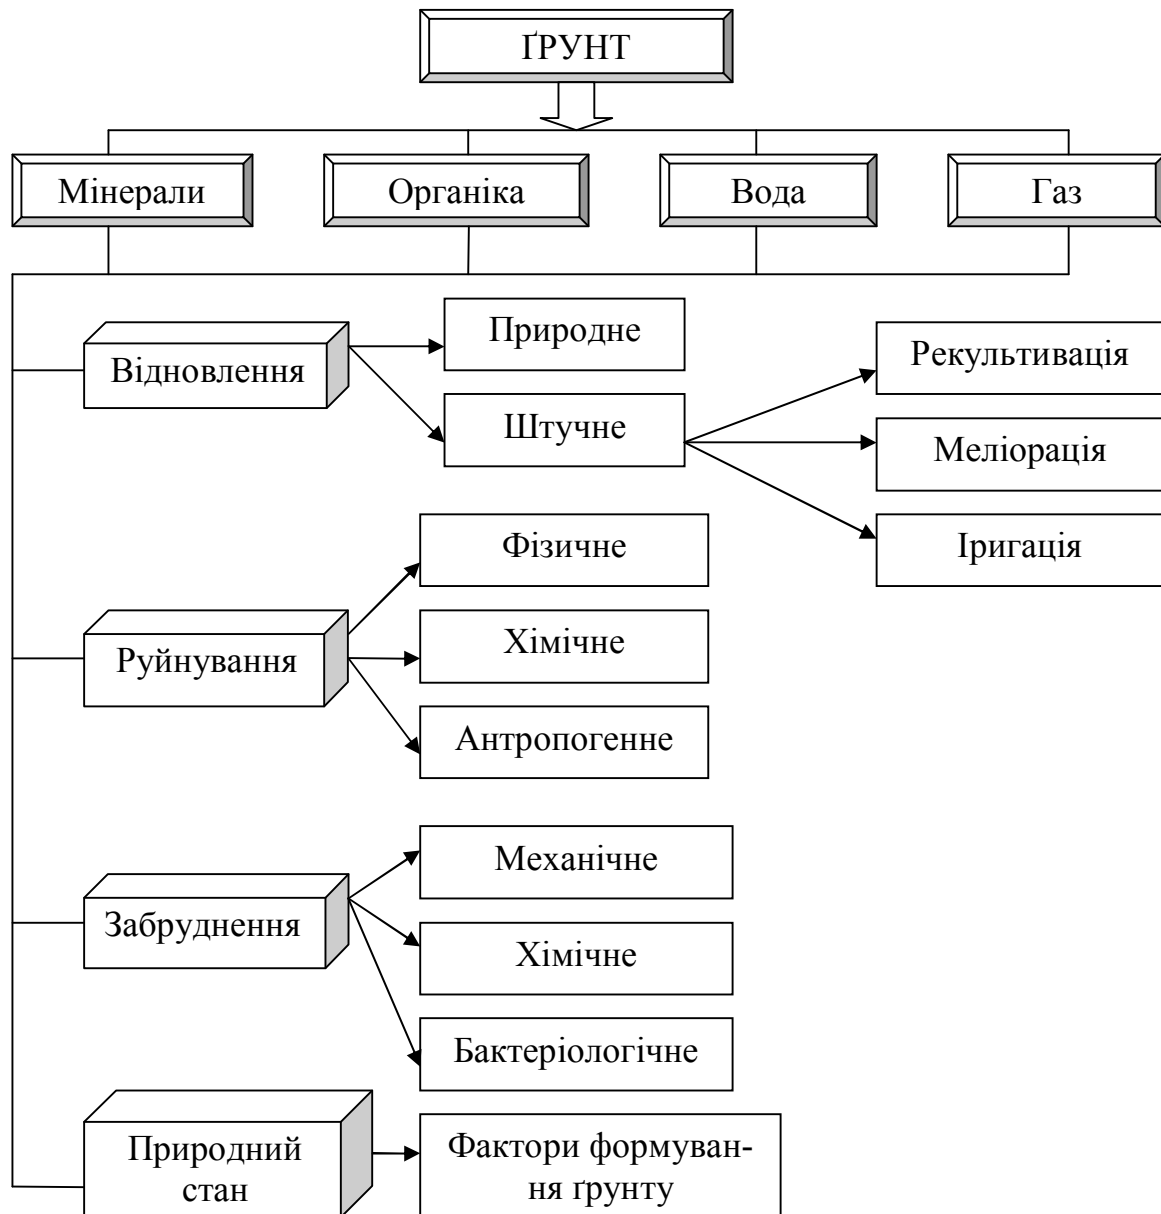 ҐРУНТ
Мінерали
Органіка
Вода
Газ
Відновлення
Природне
Штучне
Рекультивація
Меліорація
Іригація
Руйнування
Фізичне
Хімічне
Антропогенне
Забруднення
Механічне
Хімічне
Бактеріологічне
Природний
стан
Фактори формуван-
ня ґрунту